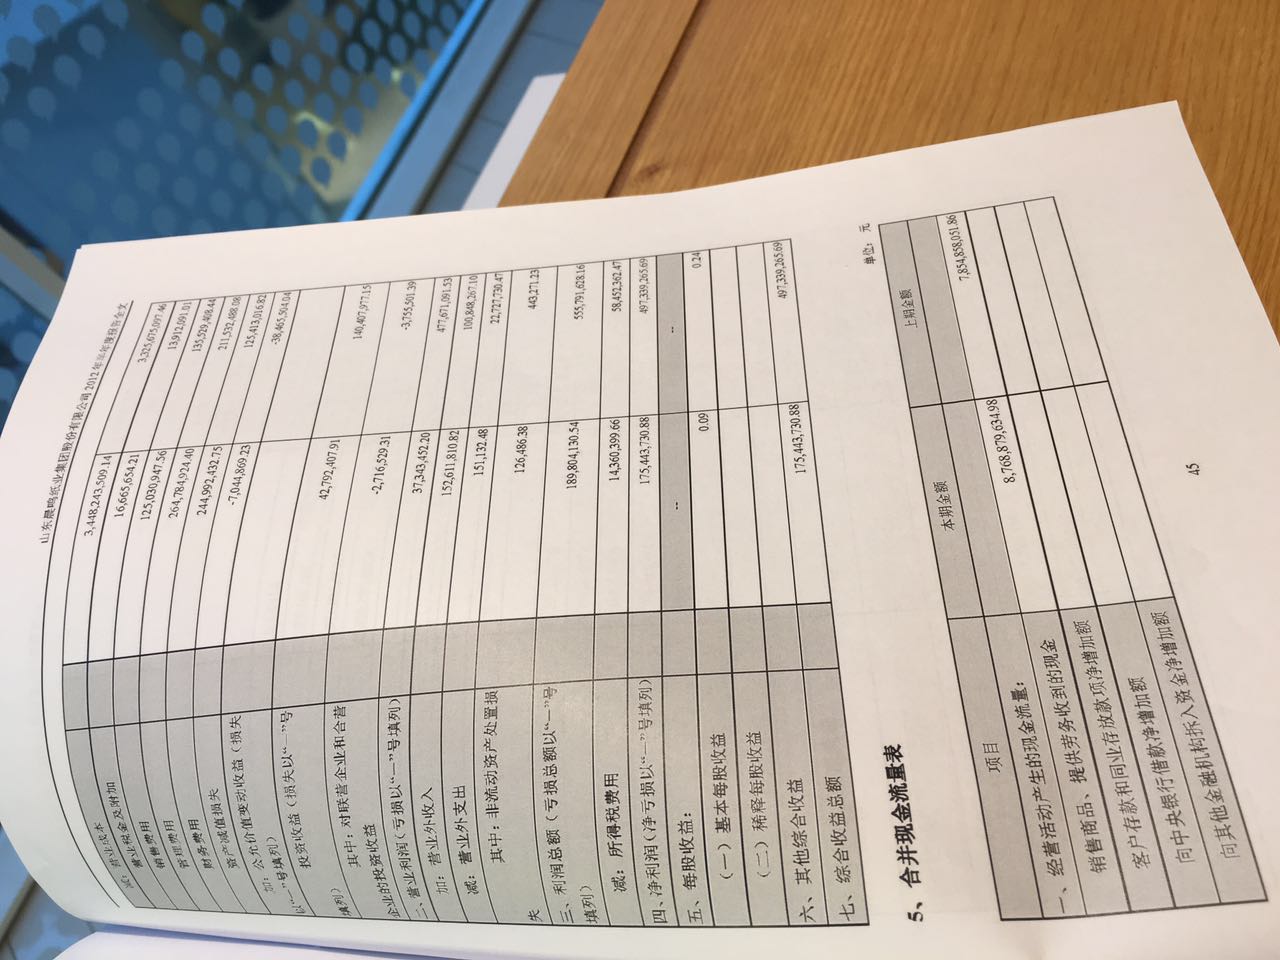 山东晨鸣纸业集团股份有限公司 2012 年半年度报告全文
减：营业成本 3,448,243,509.14 3,325,675,097.46
营业税金及附加 16,665,654.21 13,912,091.01
销售费用 125,030,947.56 135,529,408.44
管理费用 264,784,924.40 211,532,488.08
财务费用 244,992,432.75 125,413,016.82
资产减值损失 -7,044,869.23 -38,465,504.04
加：公允价值变动收益（损失
以“－”号填列）
投资收益（损失以“－”号
填列） 42,792,407.91 140,407,977.15
其中：对联营企业和合营
企业的投资收益 -2,716,529.31 -3,755,501.39
二、营业利润（亏损以“－”号填列） 37,343,452.20 477,671,091.53
加：营业外收入 152,611,810.82 100,848,267.10
减：营业外支出 151,132.48 22,727,730.47
其中：非流动资产处置损
失 126,486.38 443,271.23
三、利润总额（亏损总额以“－”号
填列） 189,804,130.54 555,791,628.16
减：所得税费用 14,360,399.66 58,452,362.47
四、净利润（净亏损以“－”号填列） 175,443,730.88 497,339,265.69
五、每股收益： -- --
（一）基本每股收益 0.09 0.24
（二）稀释每股收益
六、其他综合收益
七、综合收益总额 175,443,730.88 497,339,265.69
5、合并现金流量表
单位：元
项目 本期金额 上期金额
一、经营活动产生的现金流量：
销售商品、提供劳务收到的现金 8,768,879,634.98 7,854,858,051.86
客户存款和同业存放款项净增加额
向中央银行借款净增加额
向其他金融机构拆入资金净增加额
45